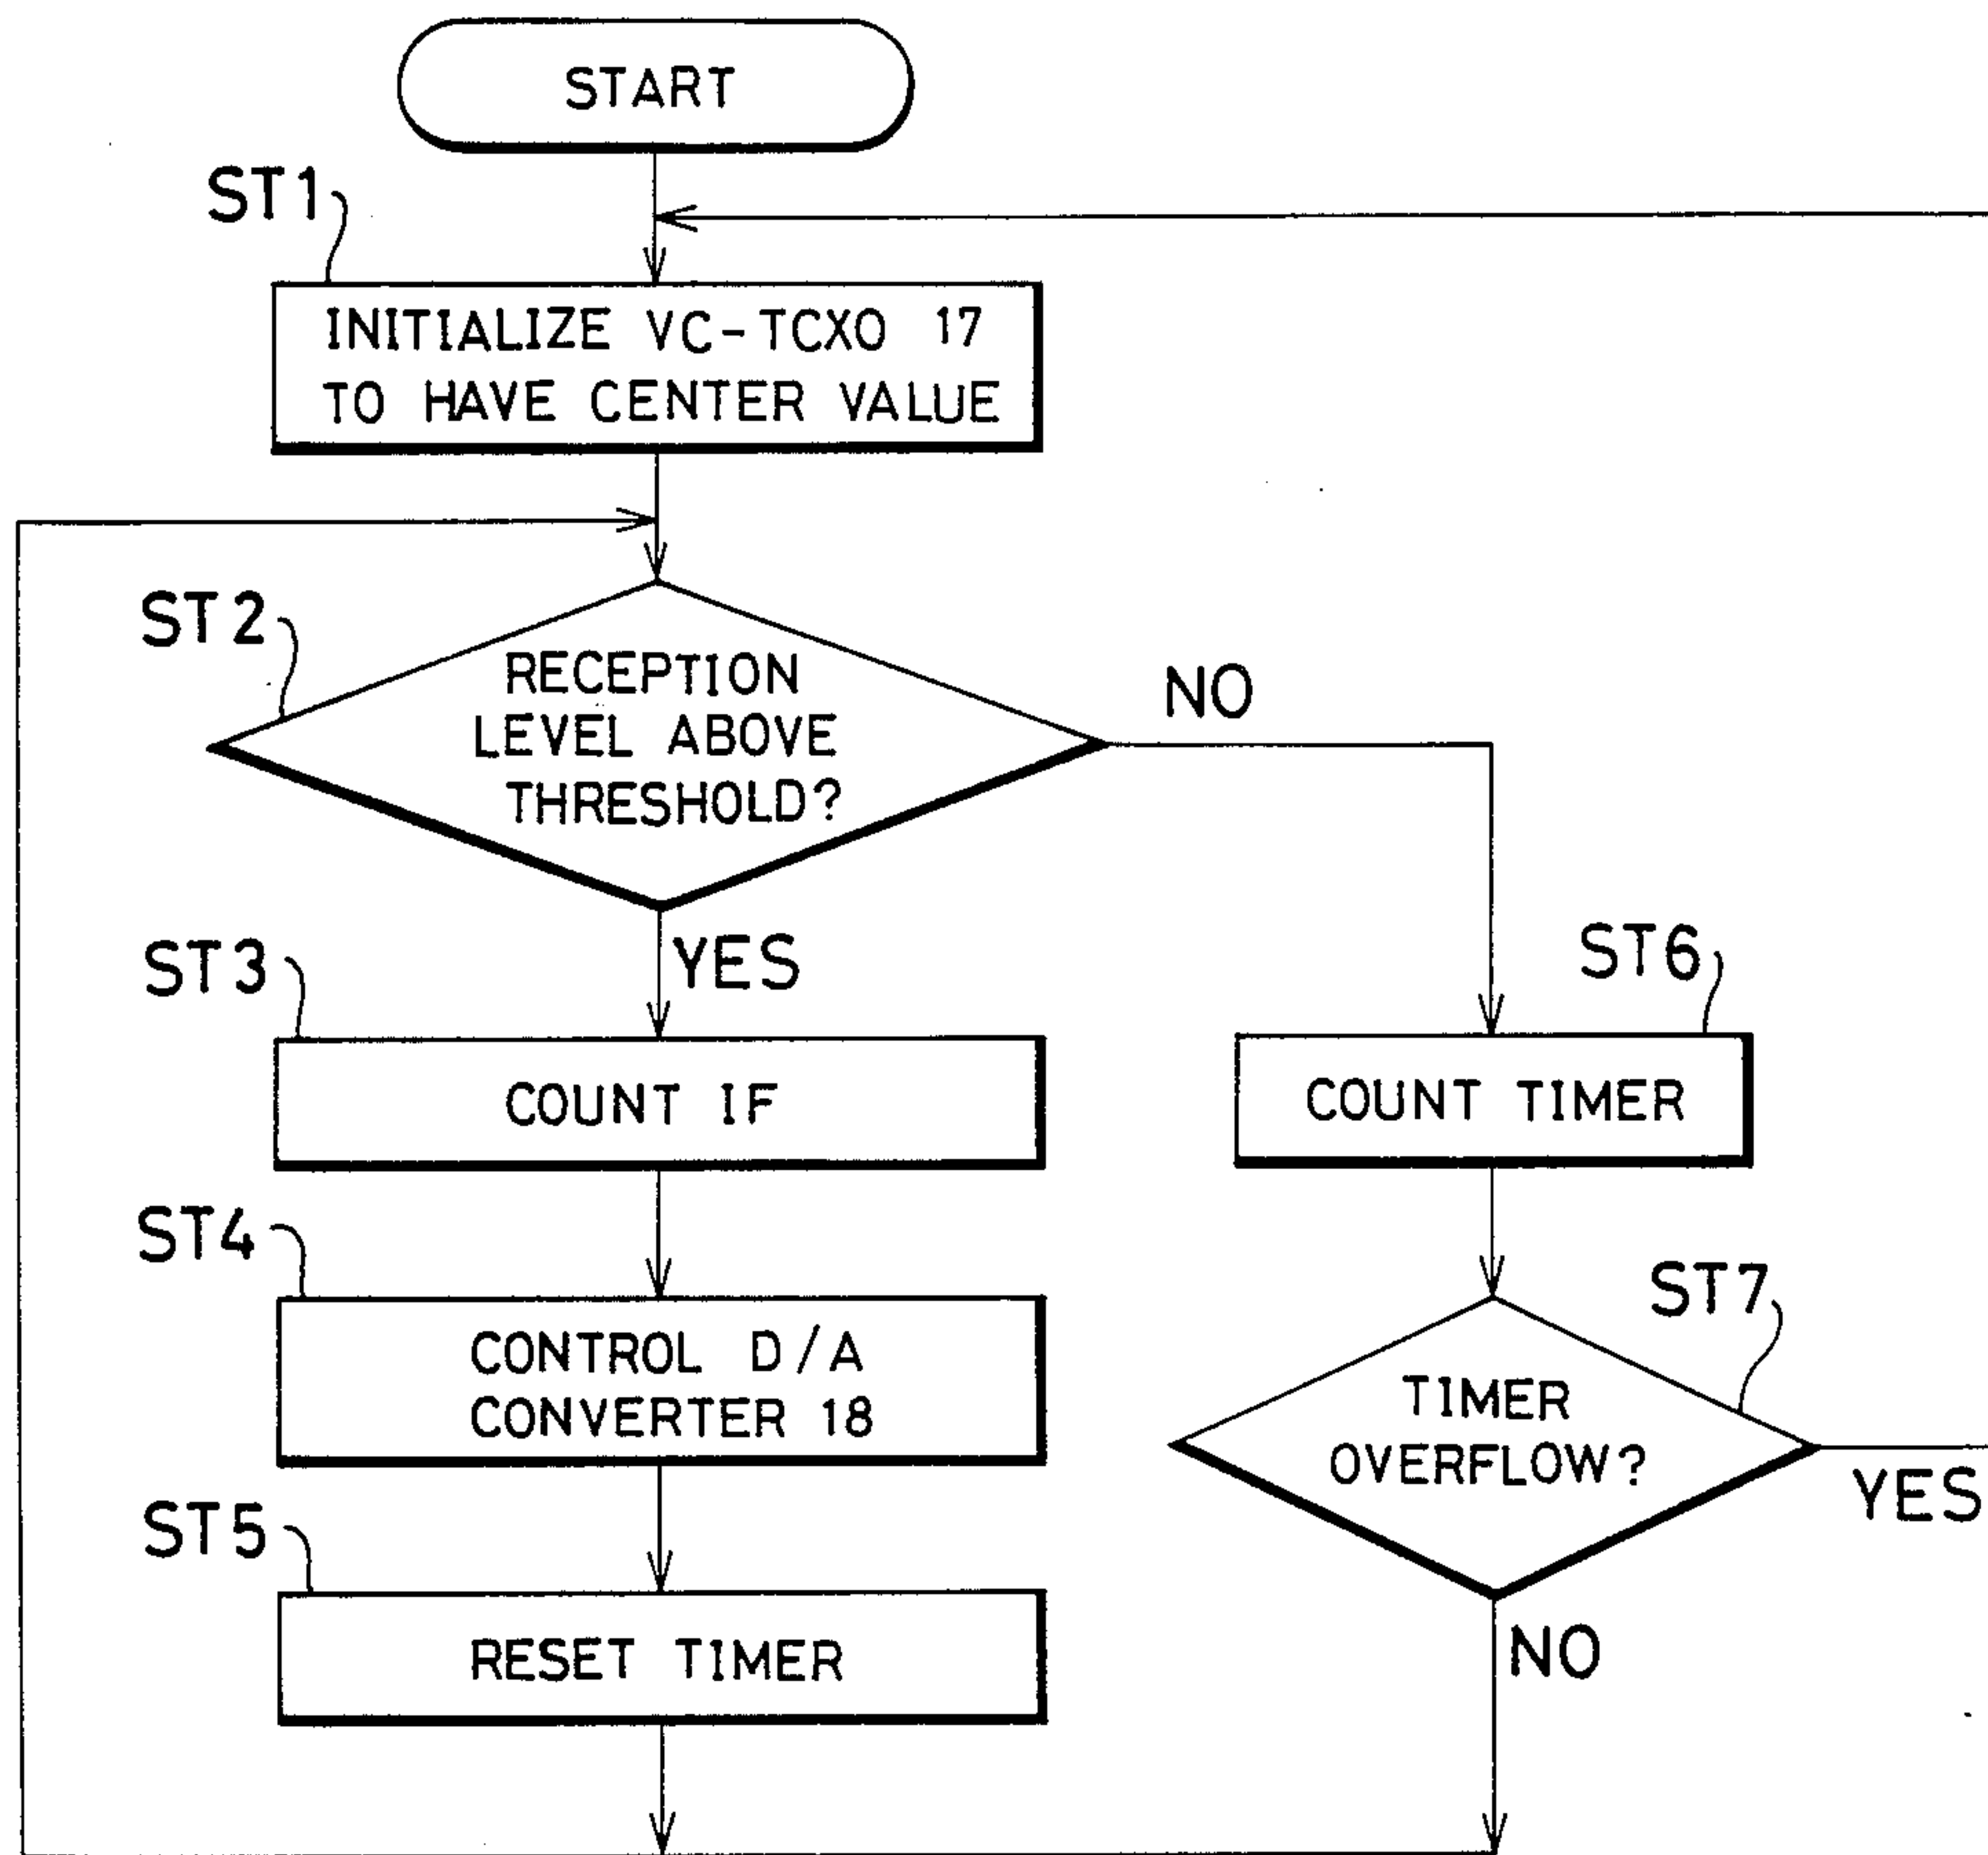 START
ST1
INITIALIZE VC-TCXO 17
TO HAVE CENTER VALUE
ST2
RECEPTION
LEVEL ABOVE
THRESHOLD?
NO
YES
ST3
COUNT IF
ST6
COUNT TIMER
ST4
CONTROL D/A
CONVERTER 18
ST7
TIMER
OVERFLOW?
YES
ST5
RESET TIMER
NO